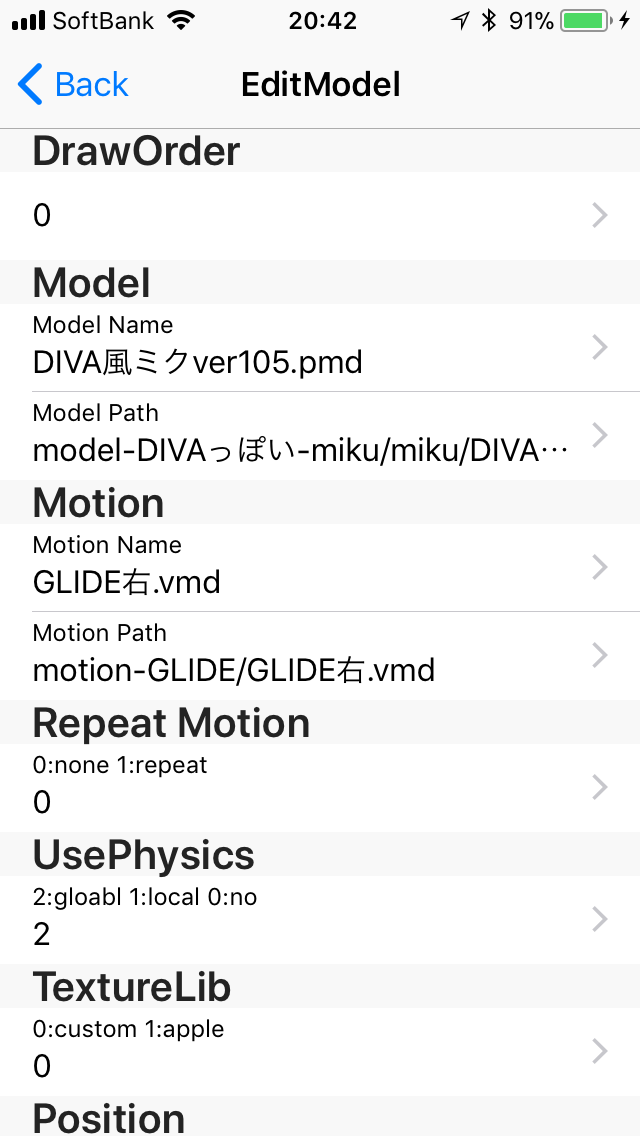 SoftBank 20:42 91%
Back EditModel
DrawOrder
0
Model
Model Name
DIVA風ミクver105.pmd
Model Path
model-DIVAっぽい-miku/miku/DIVA…
Motion
Motion Name
GLIDE右.vmd
Motion Path
motion-GLIDE/GLIDE右.vmd
Repeat Motion
0:none 1:repeat
0
UsePhysics
2:gloabl 1:local 0:no
2
TextureLib
0:custom 1:apple
0
Position